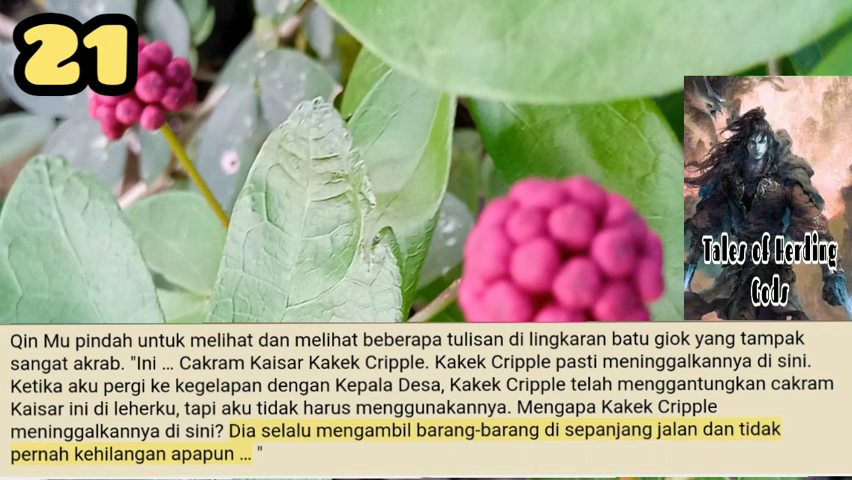 21
Tales of Herding
Gods
Qin Mu pindah untuk melihat dan melihat beberapa tulisan di lingkaran batu giok yang tampak
sangat akrab. "Ini ... Cakram Kaisar Kakek Cripple. Kakek Cripple pasti meninggalkannya di sini.
Ketika aku pergi ke kegelapan dengan Kepala Desa, Kakek Cripple telah menggantungkan cakram
Kaisar ini di leherku, tapi aku tidak harus menggunakannya. Mengapa Kakek Cripple
meninggalkannya di sini? Dia selalu mengambil barang-barang di sepanjang jalan dan tidak
pernah kehilangan apapun ... "